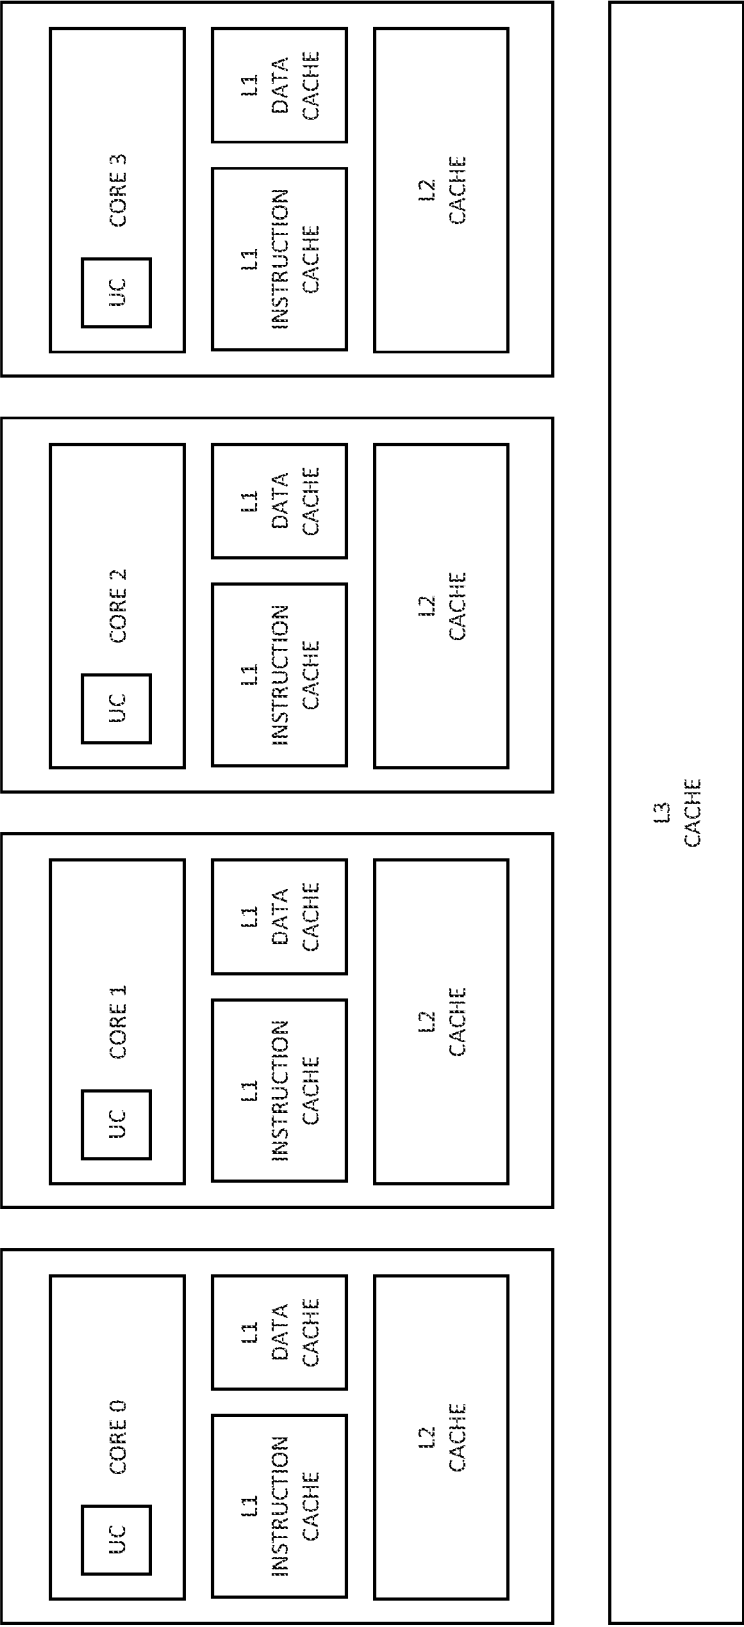 UC
CORE 0
L1
INSTRUCTION
CACHE
L1
DATA
CACHE
L2
CACHE
UC
CORE 1
L1
INSTRUCTION
CACHE
L1
DATA
CACHE
L2
CACHE
UC
CORE 2
L1
INSTRUCTION
CACHE
L1
DATA
CACHE
L2
CACHE
UC
CORE 3
L1
INSTRUCTION
CACHE
L1
DATA
CACHE
L2
CACHE
L3
CACHE